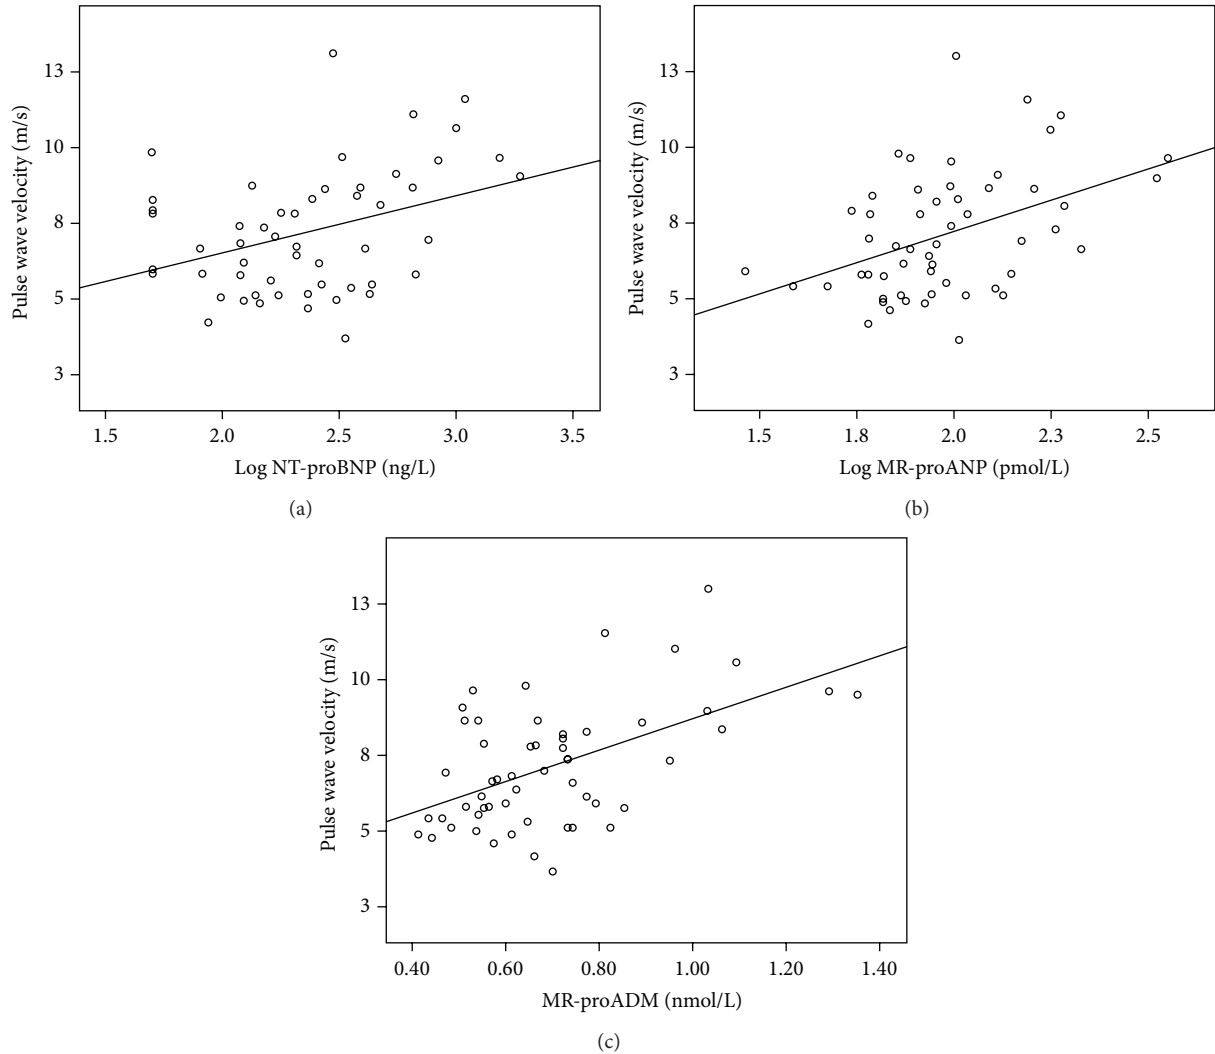 Pulse wave velocity (m/s)
13
10
8
5
3
1.5 2.0 2.5 3.0 3.5
Log NT-proBNP (ng/L)
(a)
Pulse wave velocity (m/s)
13
10
8
5
3
1.5 1.8 2.0 2.3 2.5
Log MR-proANP (pmol/L)
(b)
Pulse wave velocity (m/s)
13
10
8
5
3
0.40 0.60 0.80 1.00 1.20 1.40
MR-proADM (nmol/L)
(c)